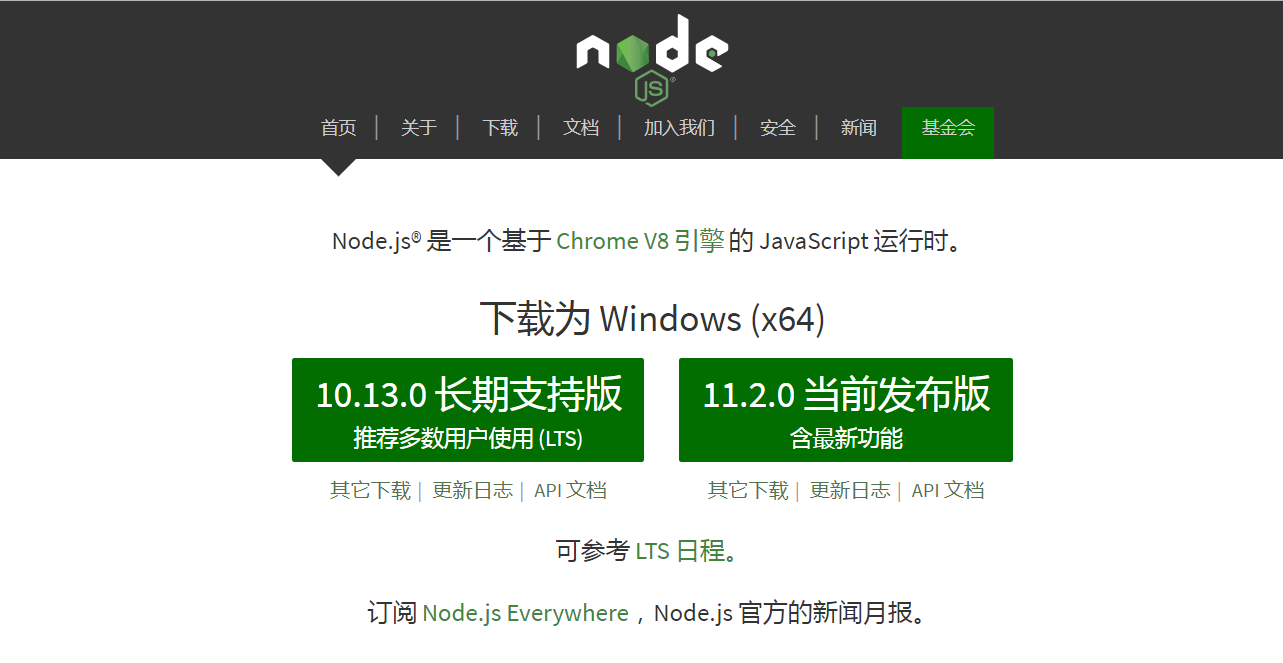 node
JS®
首页 | 关于 | 下载 | 文档 | 加入我们 | 安全 | 新闻 基金会
Node.js® 是一个基于 Chrome V8 引擎 的 JavaScript 运行时。
下载为 Windows (x64)
10.13.0 长期支持版
推荐多数用户使用 (LTS)
其它下载 | 更新日志 | API 文档
11.2.0 当前发布版
含最新功能
其它下载 | 更新日志 | API 文档
可参考 LTS 日程。
订阅 Node.js Everywhere，Node.js 官方的新闻月报。